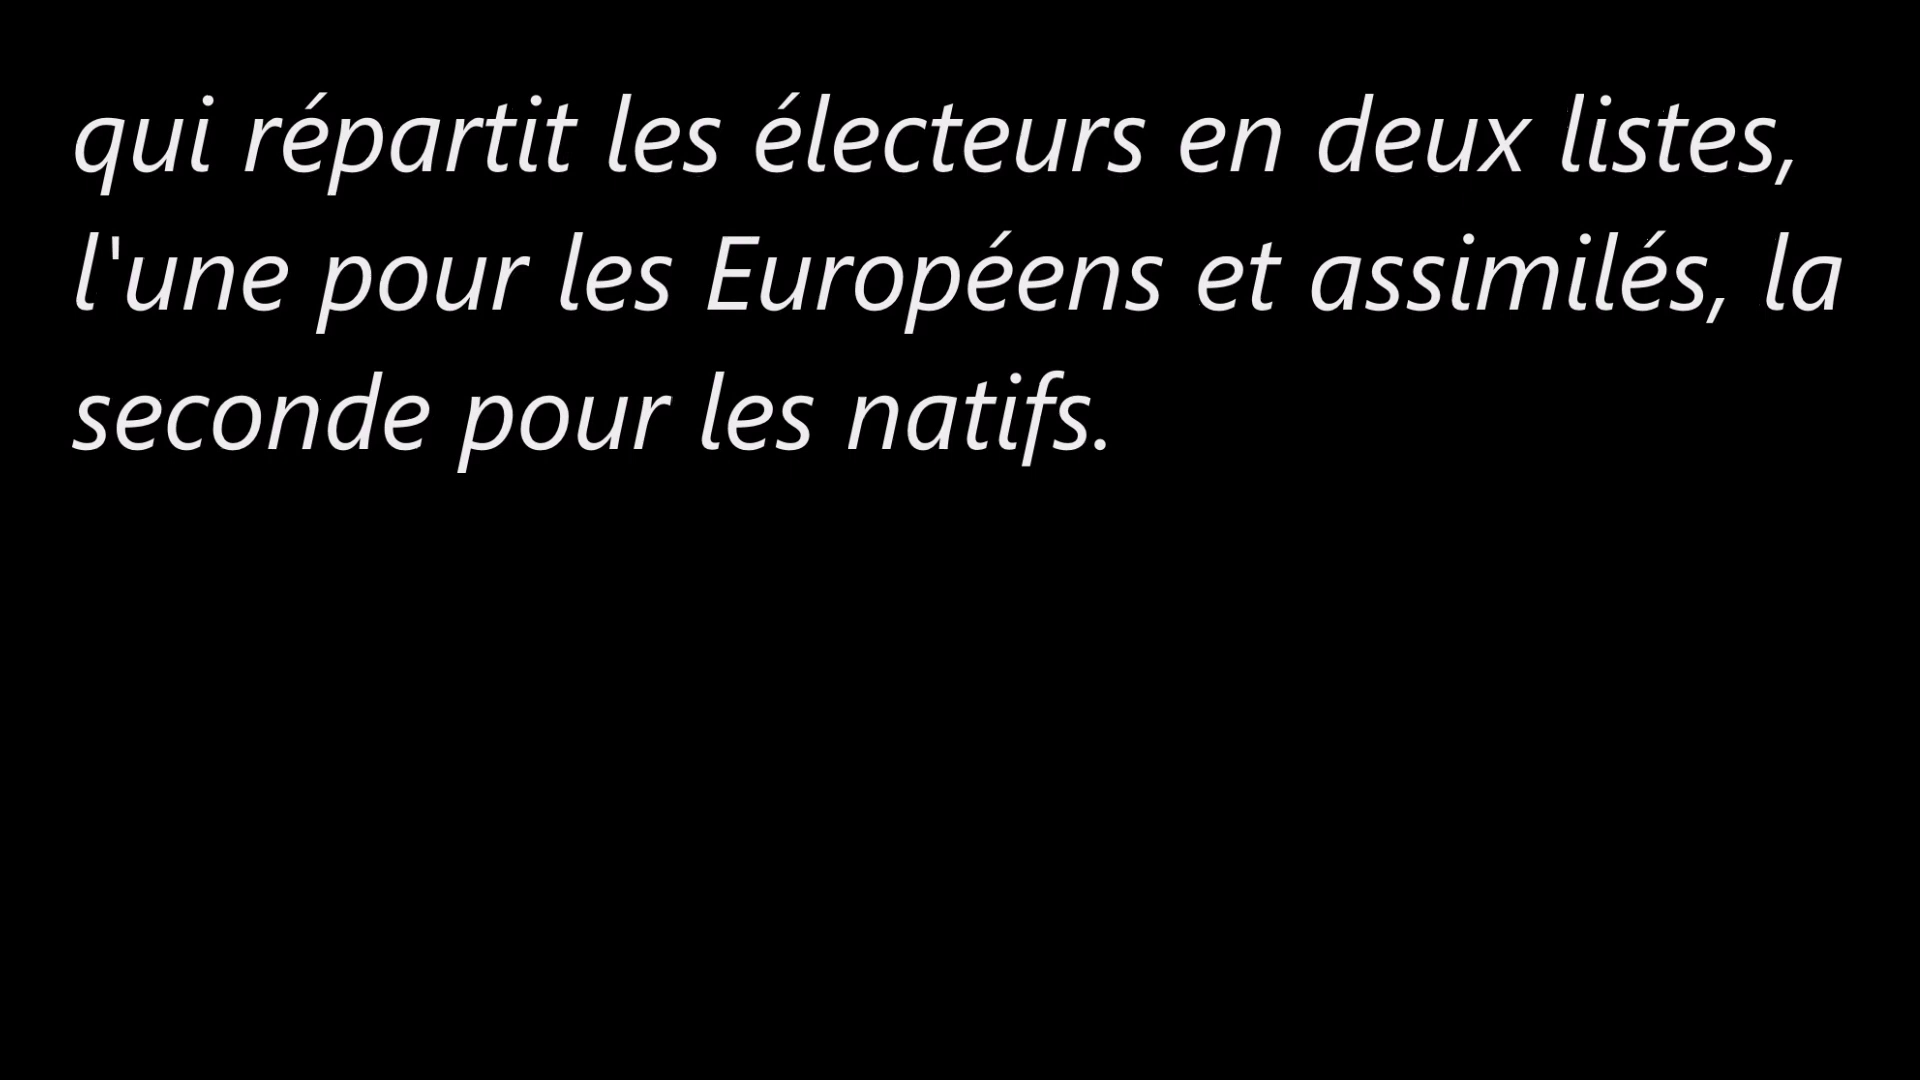 qui répartit les électeurs en deux listes,
l'une pour les Européens et assimilés, la
seconde pour les natifs.